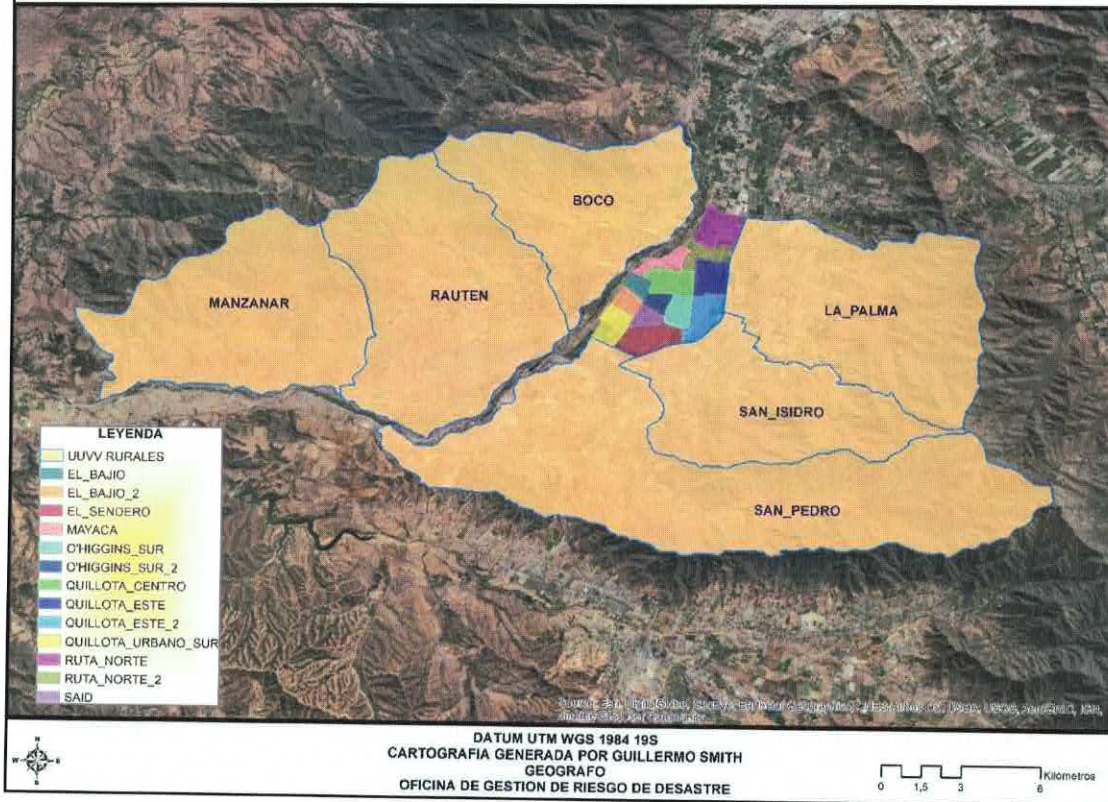 BOCO
MANZANAR
RAUTEN
LA_PALMA
SAN_ISIDRO
SAN_PEDRO
LEYENDA
UUVV RURALES
EL_BAJIO
EL_BAJIO_2
EL_SENDERO
MAYACA
O'HIGGINS_SUR
O'HIGGINS_SUR_2
QUILLOTA_CENTRO
QUILLOTA_ESTE
QUILLOTA_ESTE_2
QUILLOTA_URBANO_SUR
RUTA_NORTE
RUTA_NORTE_2
SAID
DATUM UTM WGS 1984 19S
CARTOGRAFIA GENERADA POR GUILLERMO SMITH
GEOGRAFO
OFICINA DE GESTION DE RIESGO DE DESASTRE
N
W E
S
Kilometros
0 1,5 3 6